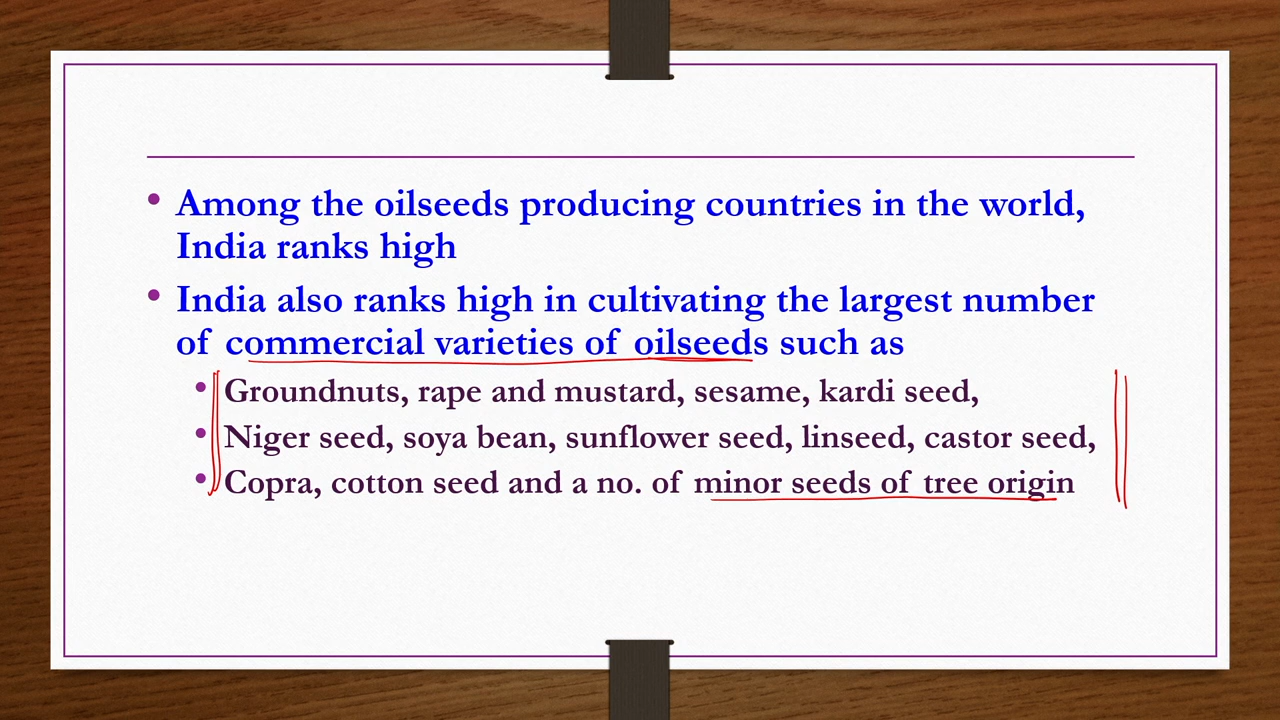 • Among the oilseeds producing countries in the world,
India ranks high
• India also ranks high in cultivating the largest number
of commercial varieties of oilseeds such as
• Groundnuts, rape and mustard, sesame, kardi seed,
• Niger seed, soya bean, sunflower seed, linseed, castor seed,
• Copra, cotton seed and a no. of minor seeds of tree origin